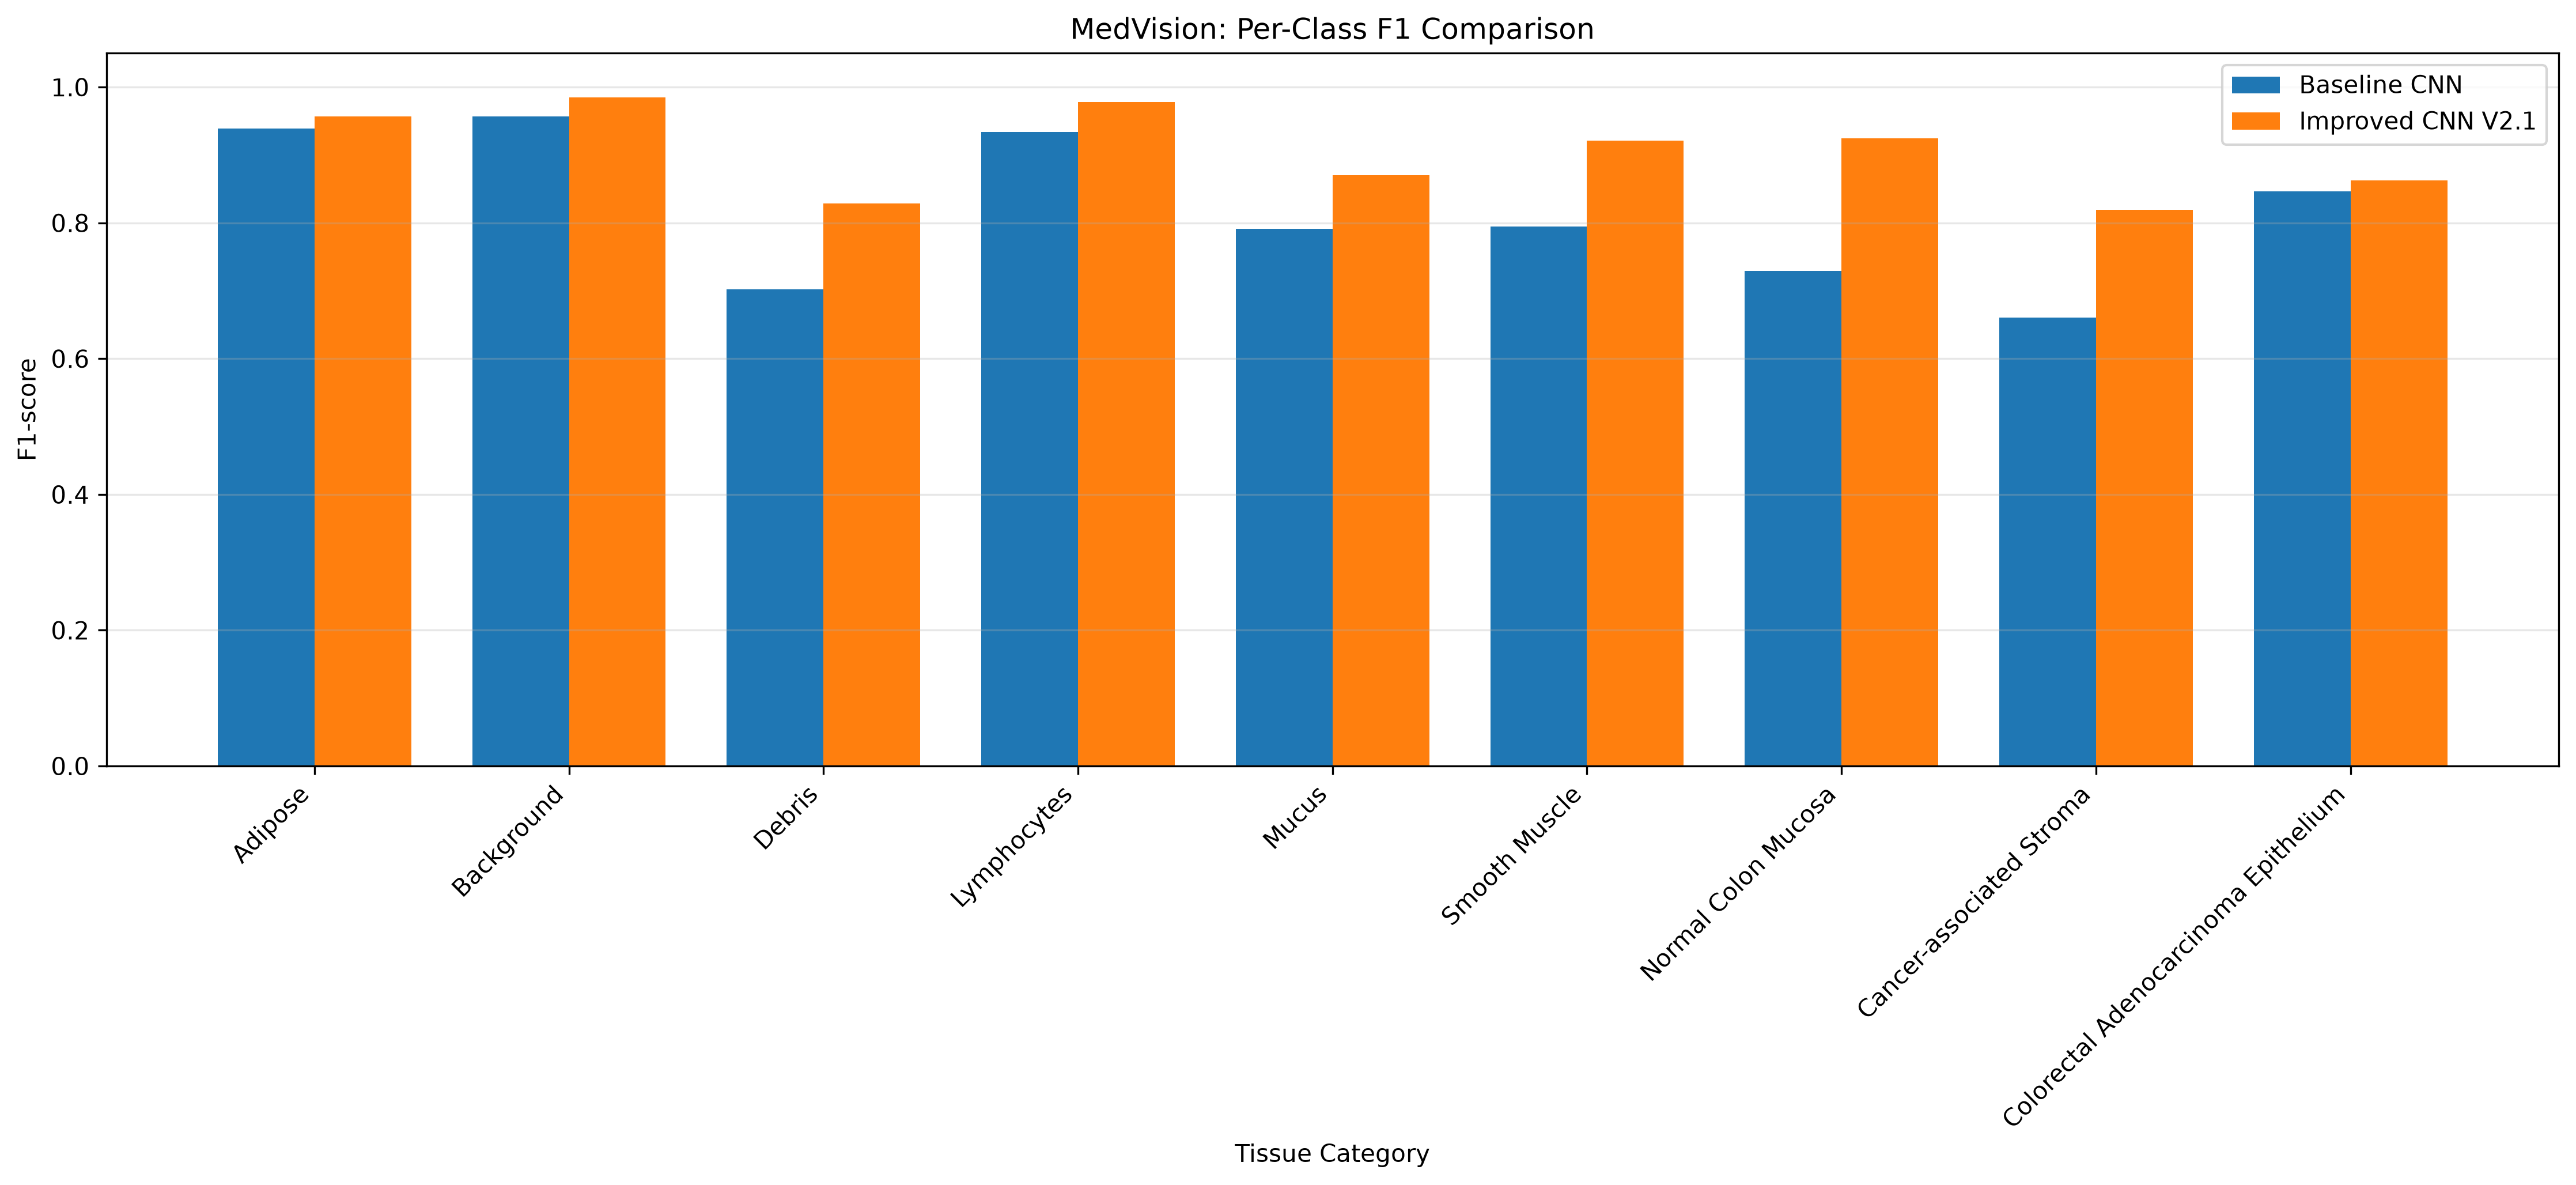 MedVision: Per-Class F1 Comparison
Baseline CNN
Improved CNN V2.1
F1-score
1.0
0.8
0.6
0.4
0.2
0.0
Adipose
Background
Debris
Lymphocytes
Mucus
Smooth Muscle
Normal Colon Mucosa
Cancer-associated Stroma
Colorectal Adenocarcinoma Epithelium
Tissue Category